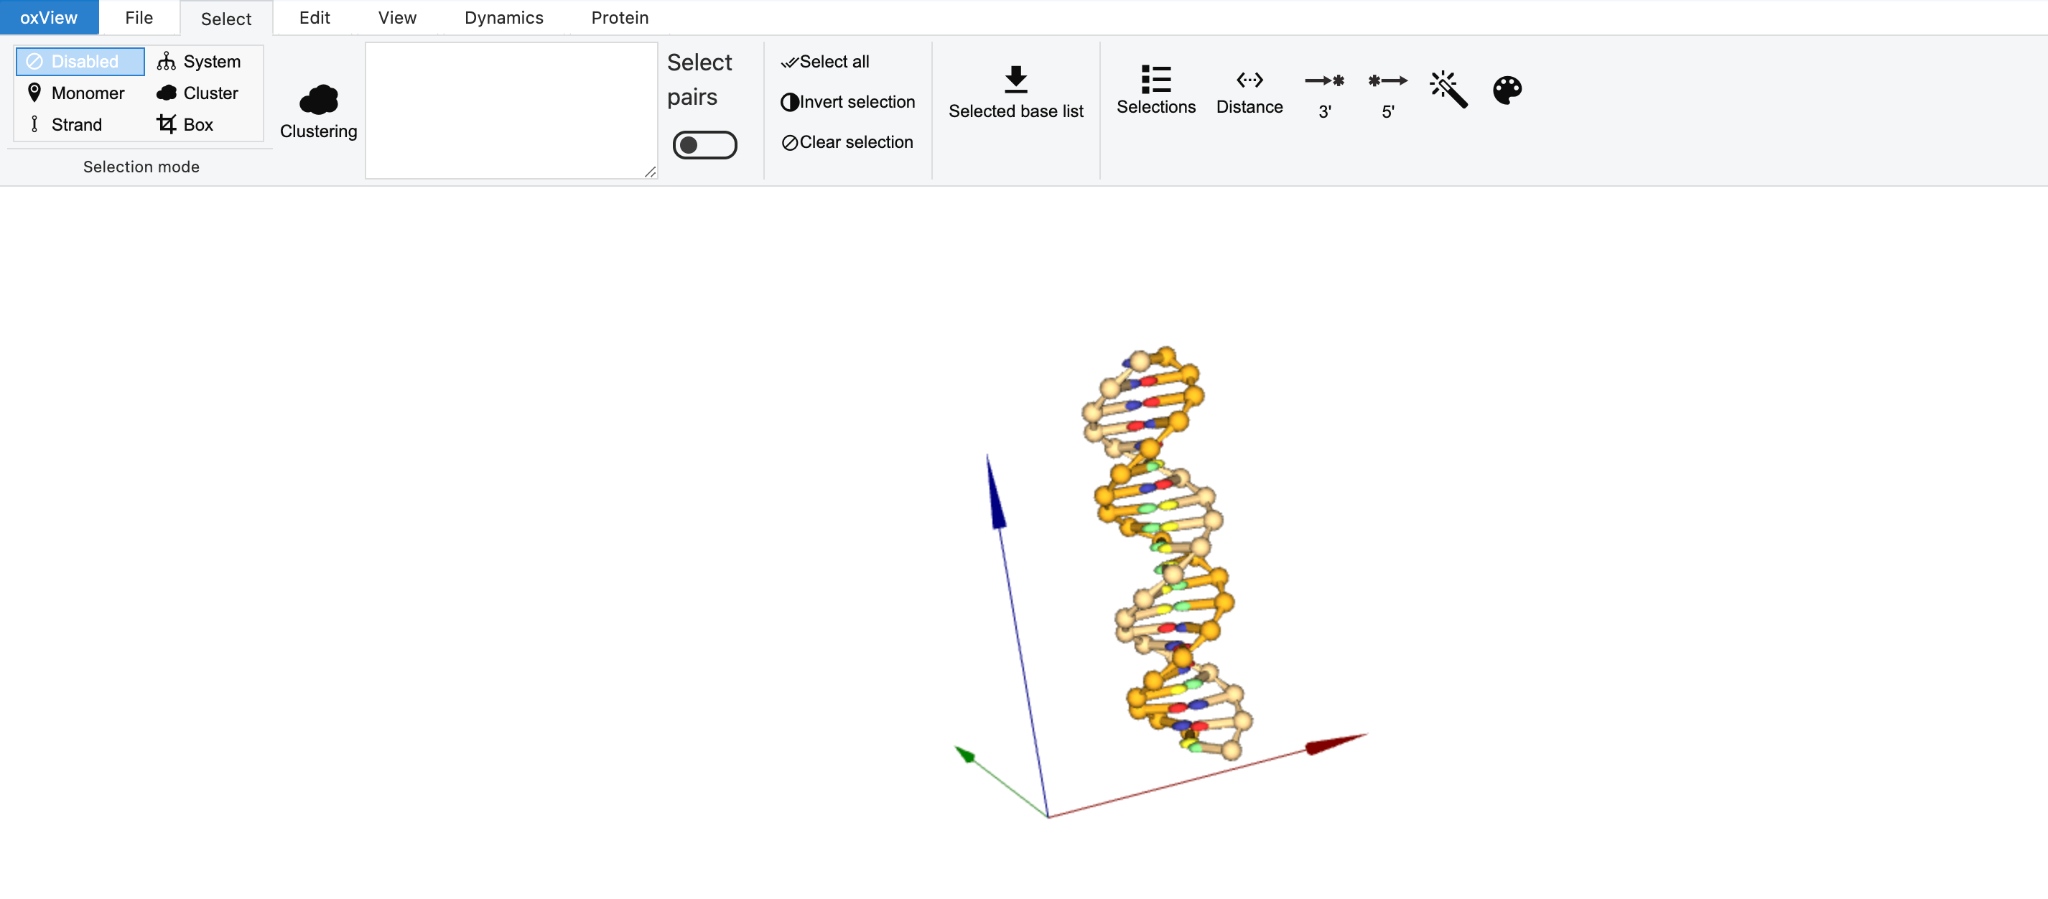 oxView File Select Edit View Dynamics Protein
Disabled System
Monomer Cluster
Strand Box
Selection mode
Clustering
Select
pairs
Select all
Invert selection
Clear selection
Selected base list
Selections
Distance
3'
5'